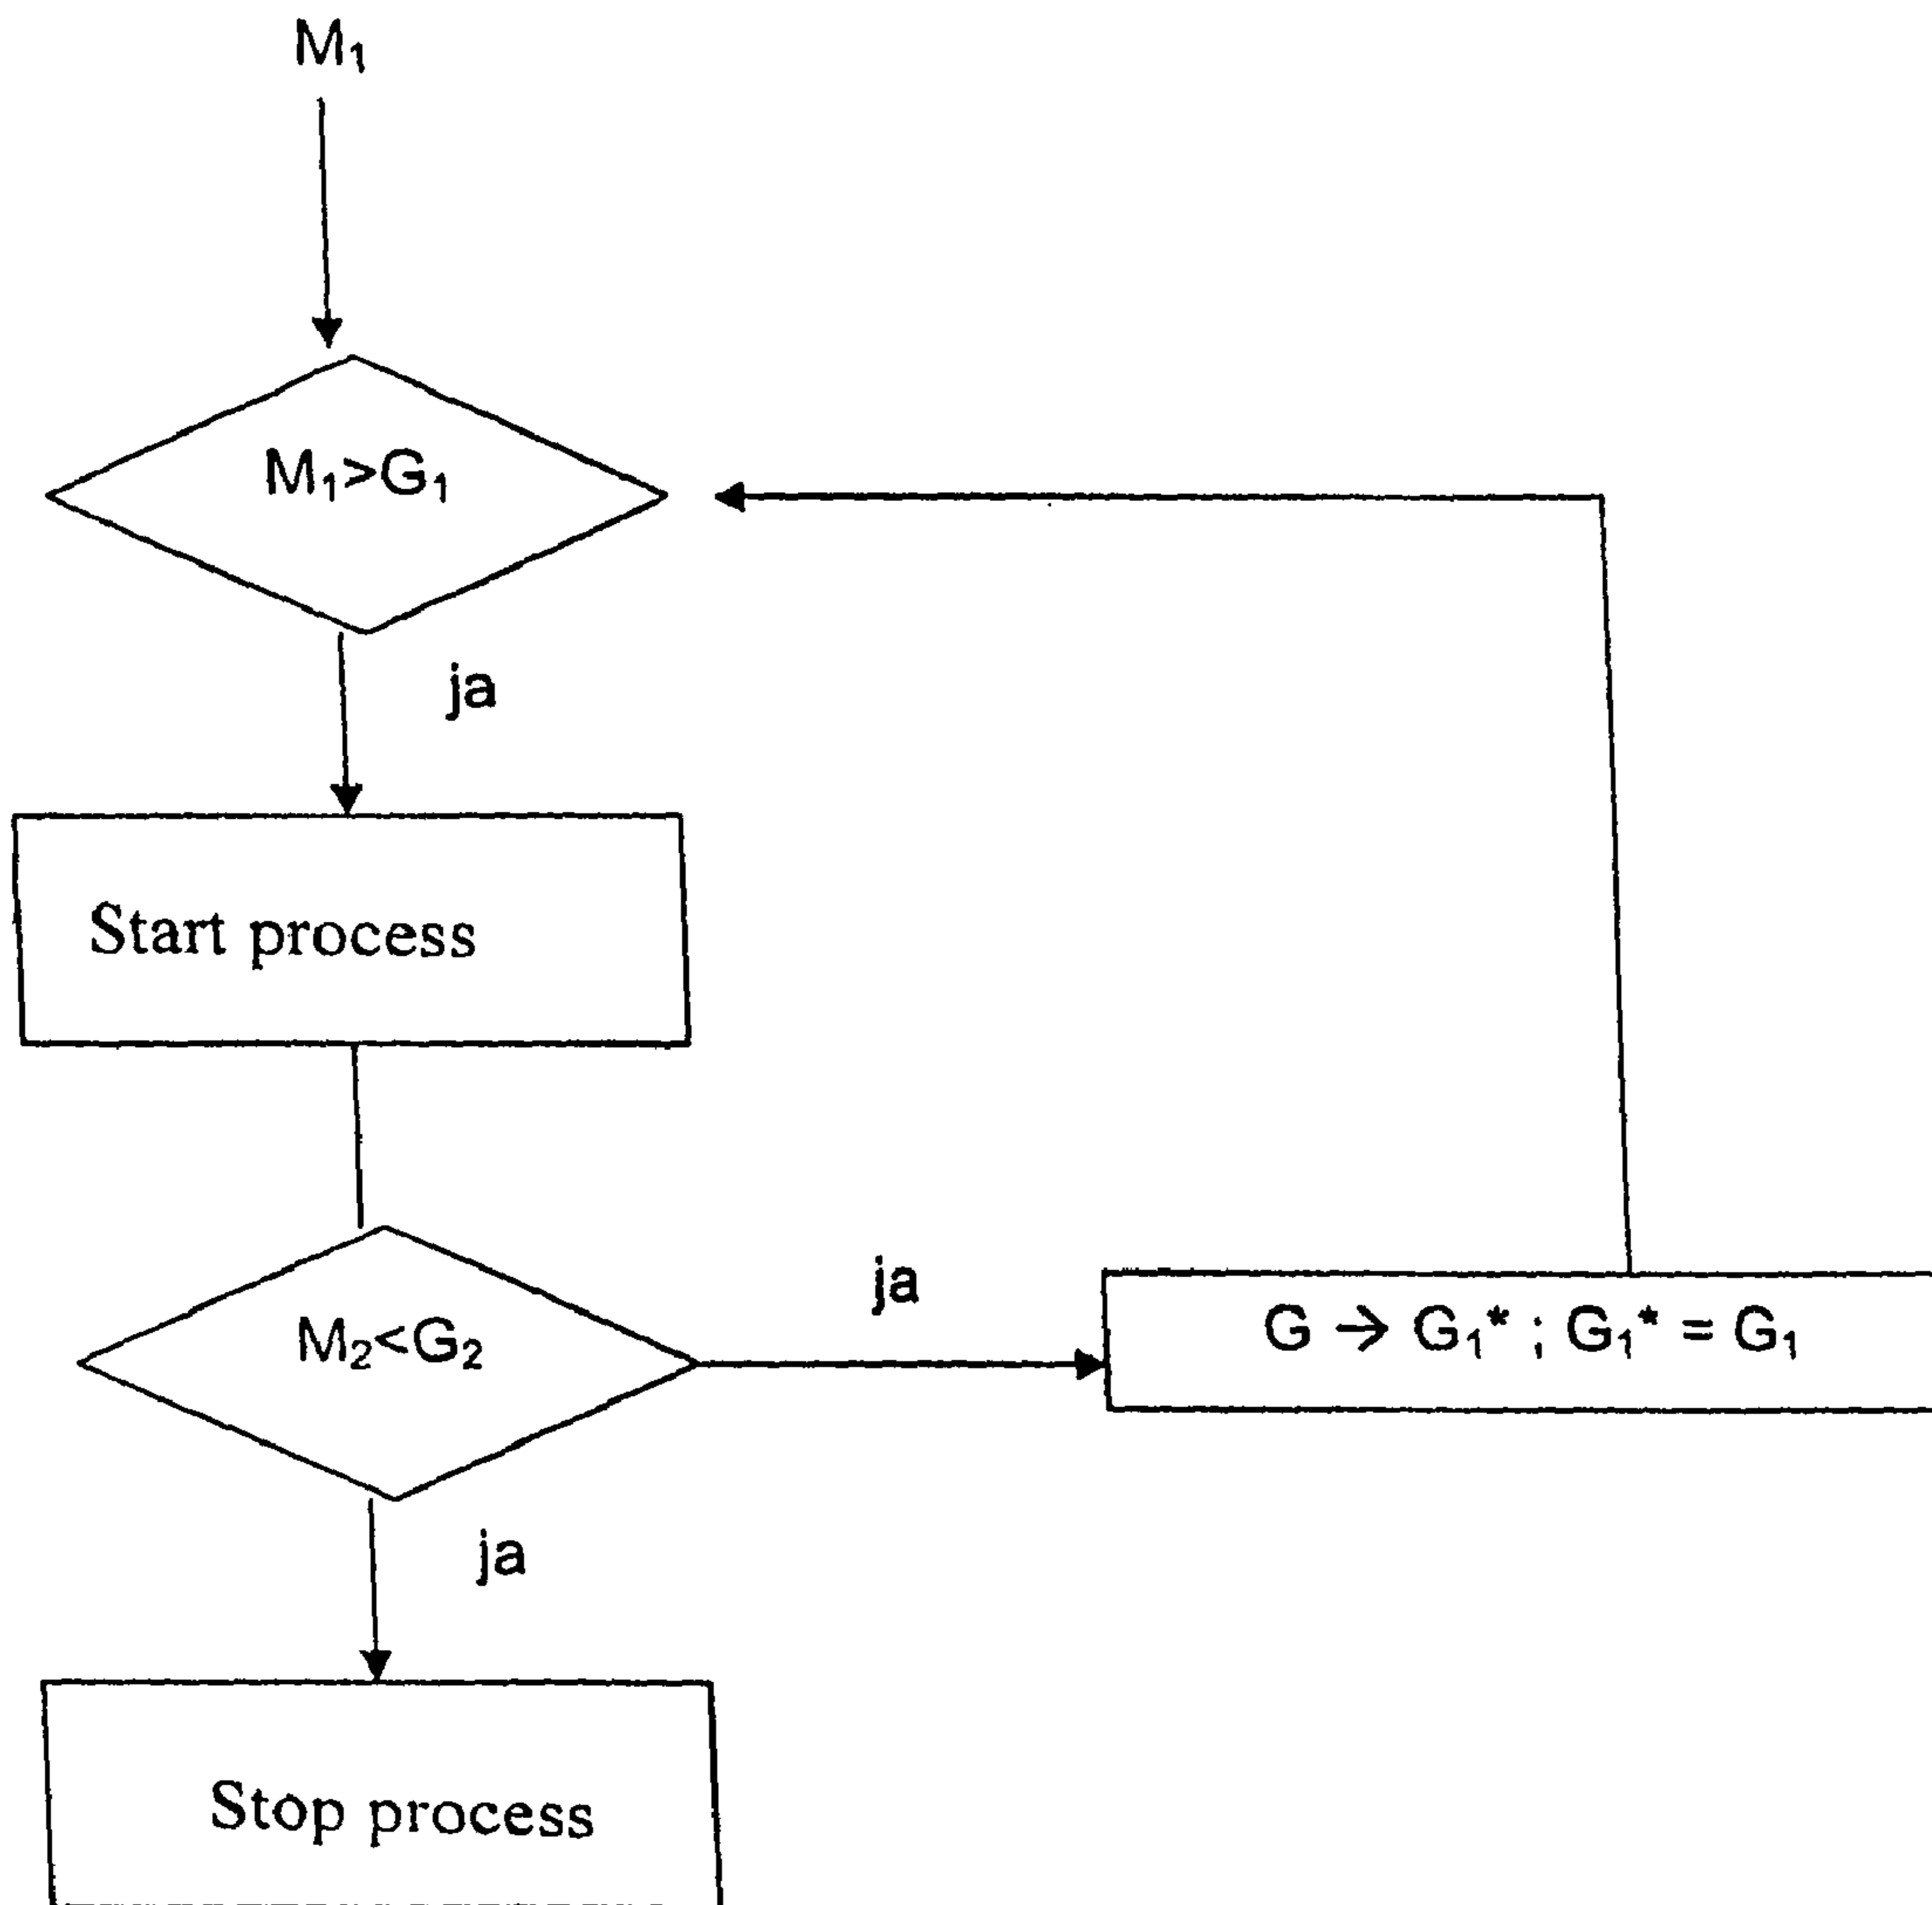 M₁
M₁>G₁
ja
Start process
M₂<G₂
ja
G → G₁* ; G₁* = G₁
ja
Stop process